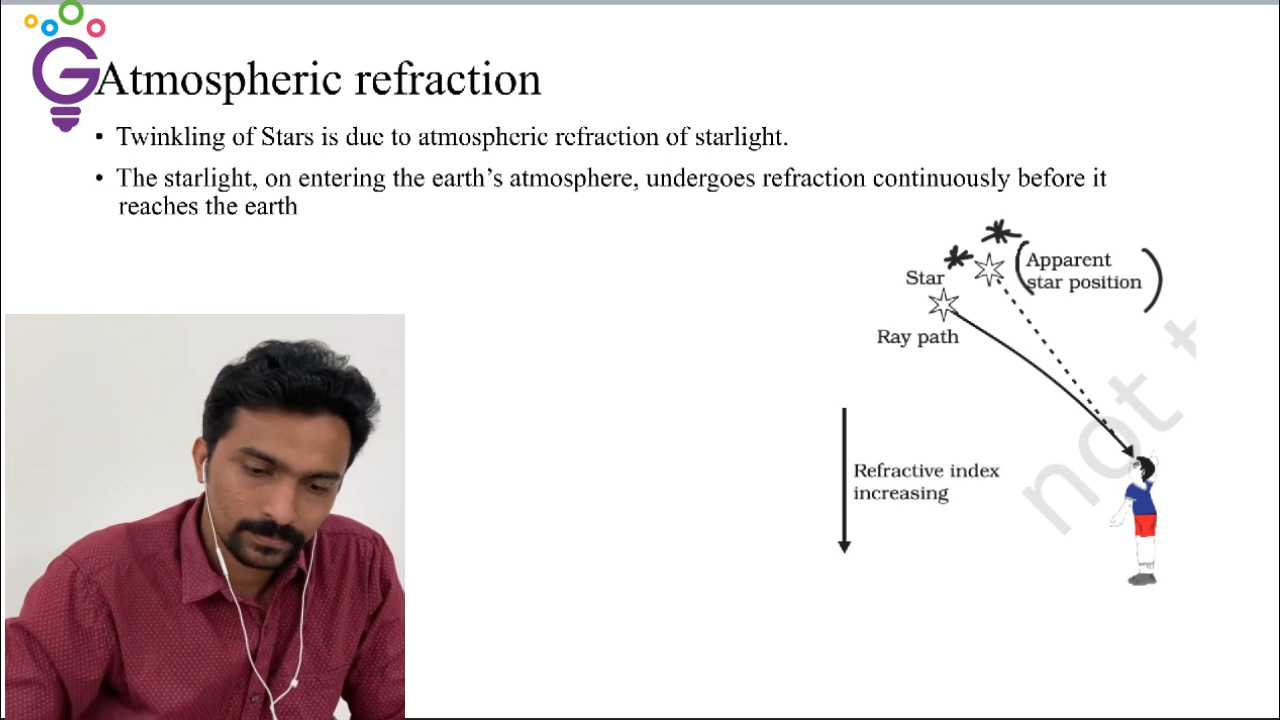 G
Atmospheric refraction
• Twinkling of Stars is due to atmospheric refraction of starlight.
• The starlight, on entering the earth's atmosphere, undergoes refraction continuously before it
reaches the earth
Apparent
star position
Star
Ray path
Refractive index
increasing
not t